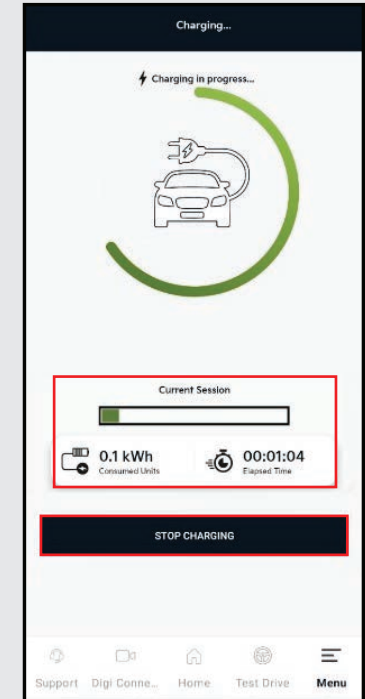 Charging...
Charging in progress...
Current Session
0.1 kWh
Consumed Units
00:01:04
Elapsed Time
STOP CHARGING
Support Digi Conne... Home Test Drive Menu